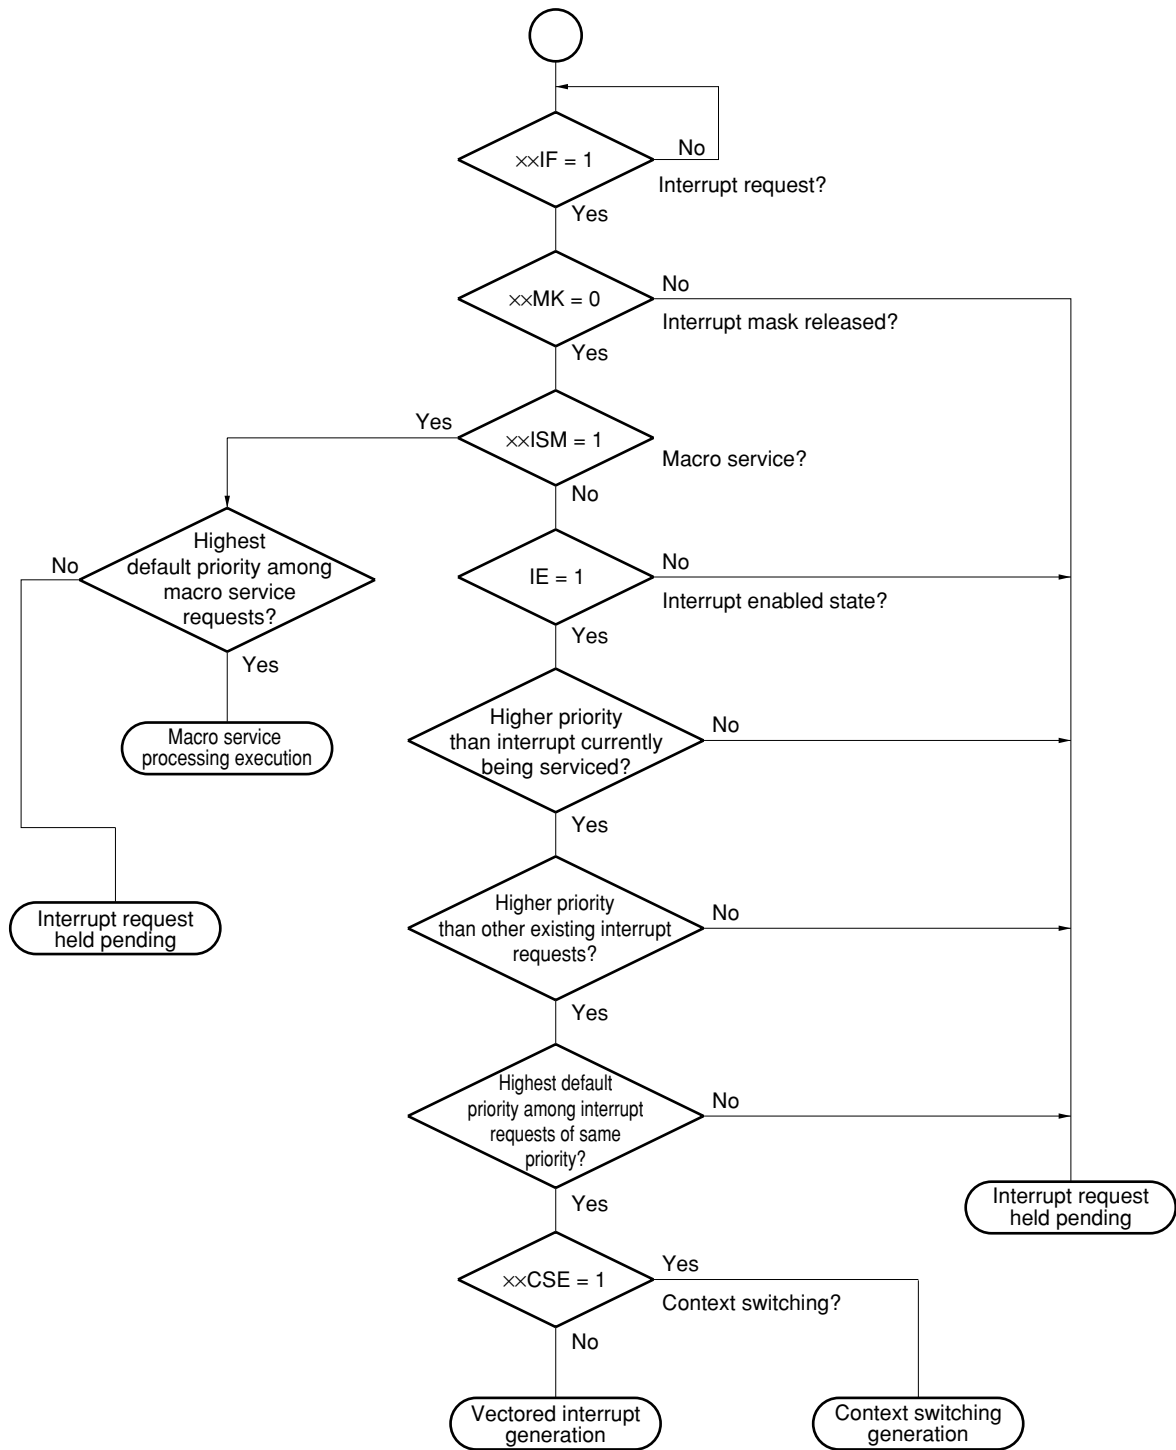 ××IF = 1
No
Interrupt request?
Yes
××MK = 0
No
Interrupt mask released?
Yes
Yes
××ISM = 1
Macro service?
No
Highest
default priority among
macro service
requests?
No
Yes
IE = 1
No
Interrupt enabled state?
Yes
Macro service
processing execution
Higher priority
than interrupt currently
being serviced?
No
Yes
Interrupt request
held pending
Higher priority
than other existing interrupt
requests?
No
Yes
Highest default
priority among interrupt
requests of same
priority?
No
Yes
Interrupt request
held pending
××CSE = 1
Yes
Context switching?
No
Vectored interrupt
generation
Context switching
generation